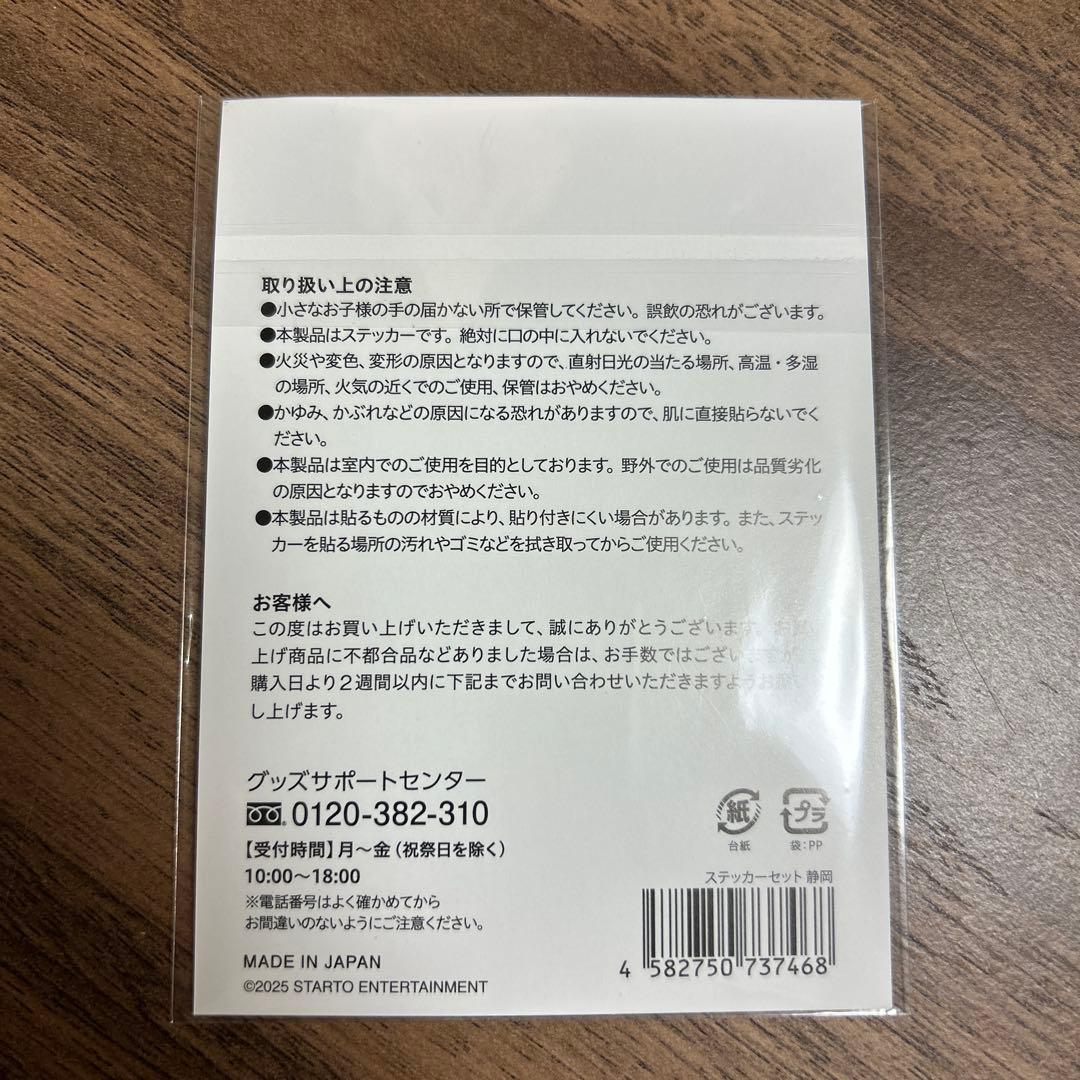 取り扱い上の注意
●小さなお子様の手の届かない所で保管してください。誤飲の恐れがございます。
●本製品はステッカーです。絶対に口の中に入れないでください。
●火災や変色、変形の原因となりますので、直射日光の当たる場所、高温・多湿
の場所、火気の近くでのご使用、保管はおやめください。
●かゆみ、かぶれなどの原因になる恐れがありますので、肌に直接貼らないでく
ださい。
●本製品は室内でのご使用を目的としております。野外でのご使用は品質劣化
の原因となりますのでおやめください。
●本製品は貼るものの材質により、貼り付きにくい場合があります。また、ステッ
カーを貼る場所の汚れやゴミなどを拭き取ってからご使用ください。
お客様へ
この度はお買い上げいただきまして、誠にありがとうございます。お買い
上げ商品に不都合品などありました場合は、お手数ではございますが
購入日より2週間以内に下記までお問い合わせいただきますようお願い
し上げます。
グッズサポートセンター
0120-382-310
【受付時間】月〜金（祝祭日を除く）
10:00〜18:00
※電話番号はよく確かめてから
お間違いのないようにご注意ください。
MADE IN JAPAN
©2025 STARTO ENTERTAINMENT
紙
台紙
プラ
袋：PP
ステッカーセット 静岡
4 582750 737468